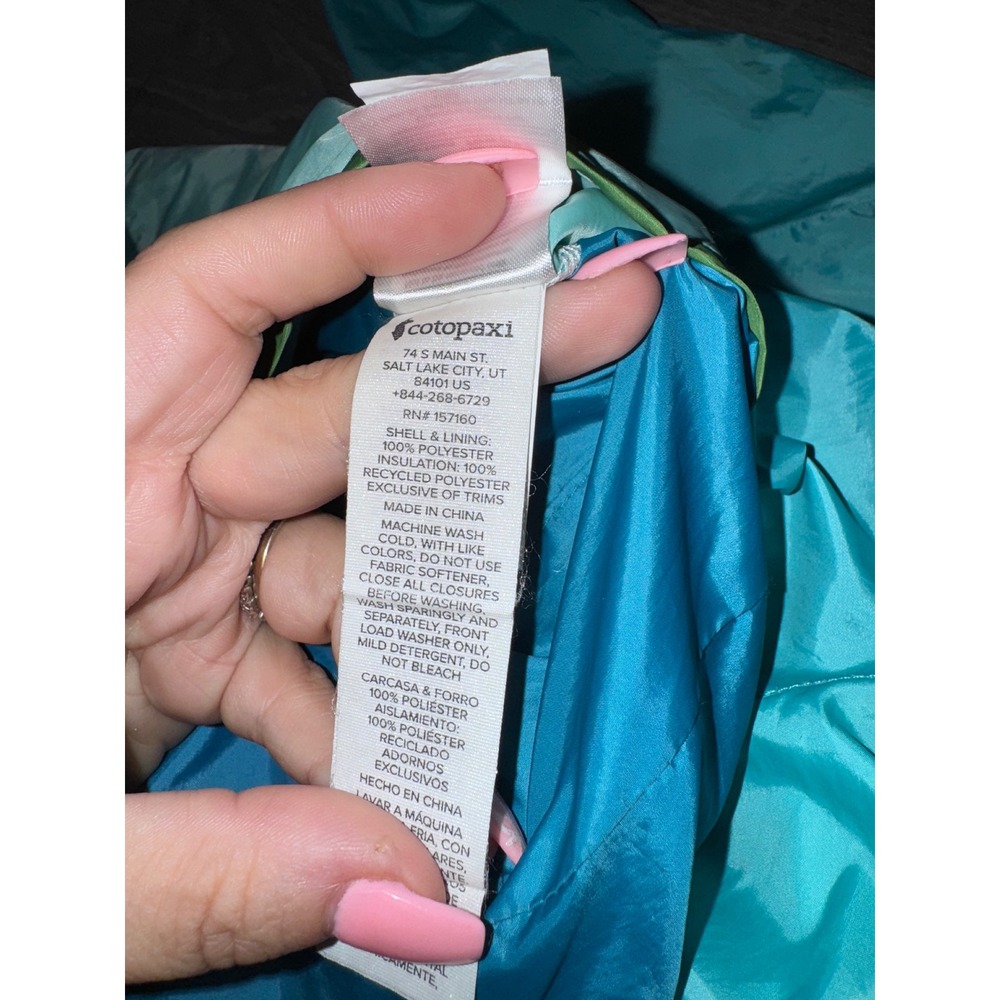 cotopaxi
74 S MAIN ST.
SALT LAKE CITY, UT
84101 US
+844-268-6729
RN# 157160
SHELL & LINING:
100% POLYESTER
INSULATION: 100%
RECYCLED POLYESTER
EXCLUSIVE OF TRIMS
MADE IN CHINA
MACHINE WASH
COLD, WITH LIKE
COLORS, DO NOT USE
FABRIC SOFTENER,
CLOSE ALL CLOSURES
BEFORE WASHING,
WASH SPARINGLY AND
SEPARATELY, FRONT
LOAD WASHER ONLY,
MILD DETERGENT, DO
NOT BLEACH
CARCASA & FORRO
100% POLIÉSTER
AISLAMIENTO:
100% POLIÉSTER
RECICLADO
ADORNOS
EXCLUSIVOS
HECHO EN CHINA
LAVAR A MÁQUINA
CON